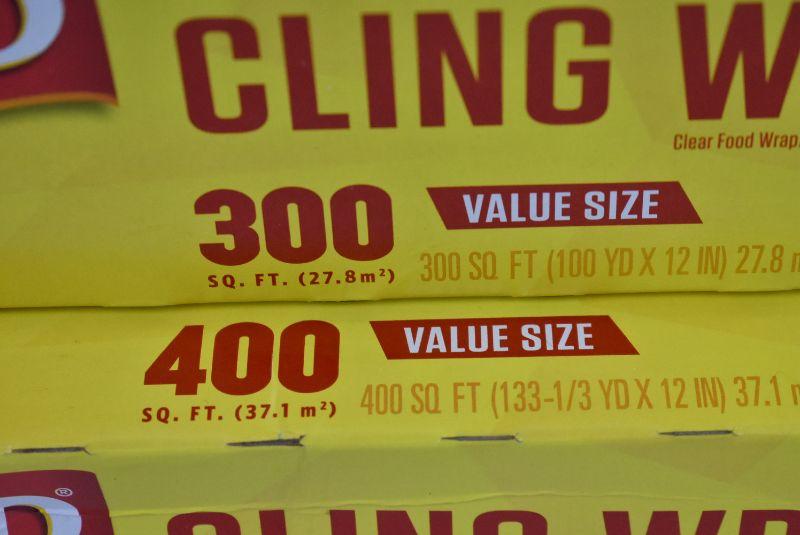 CLING W
Clear Food Wrap
300
VALUE SIZE
SQ. FT. (27.8m²)
300 SQ FT (100 YD X 12 IN) 27.8
400
VALUE SIZE
SQ. FT. (37.1 m²)
400 SQ FT (133-1/3 YD X 12 IN) 37.1
®
CLING WR